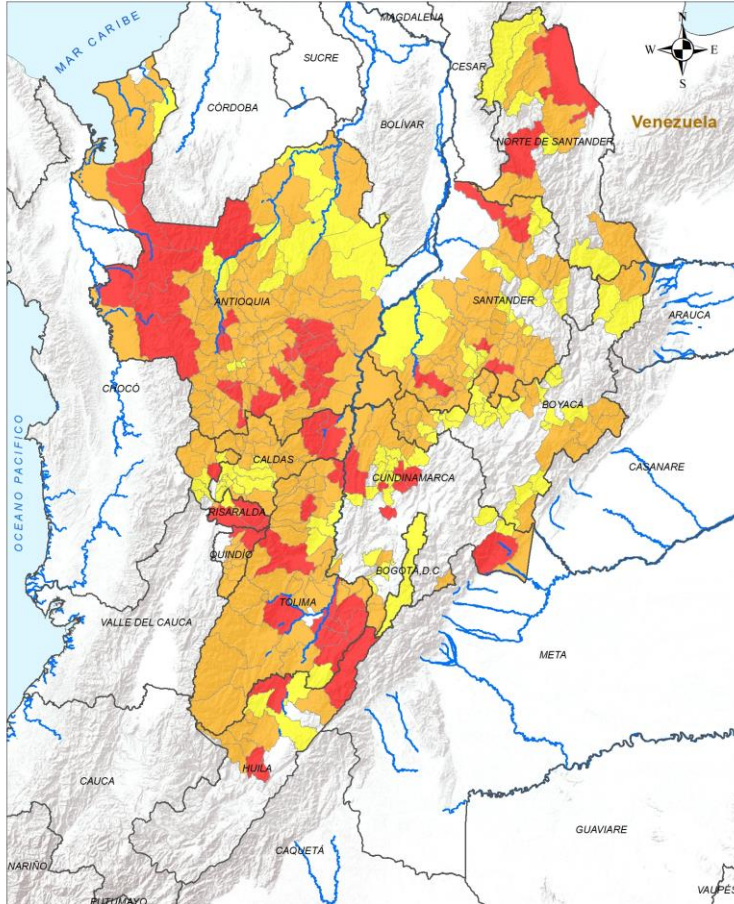 MAGDALENA
N
W
E
S
MAR CARIBE
SUCRE
CESAR
CÓRDOBA
BOLÍVAR
Venezuela
NORTE DE SANTANDER
ANTIOQUIA
SANTANDER
ARAUCA
CHOCÓ
BOYACÁ
OCEANO PACIFICO
CALDAS
CUNDINAMARCA
CASANARE
RISARALDA
QUINDÍO
BOGOTÁ, D.C
TOLIMA
VALLE DEL CAUCA
META
HUILA
CAUCA
GUAVIARE
CAQUETÁ
NARIÑO
PUTUMAYO
VAUPÉS